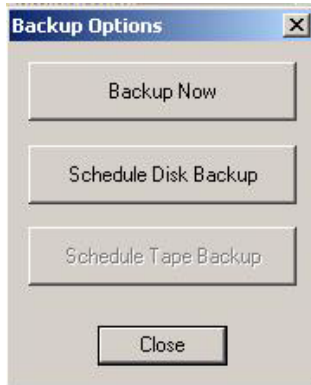 Backup Options
Backup Now
Schedule Disk Backup
Schedule Tape Backup
Close